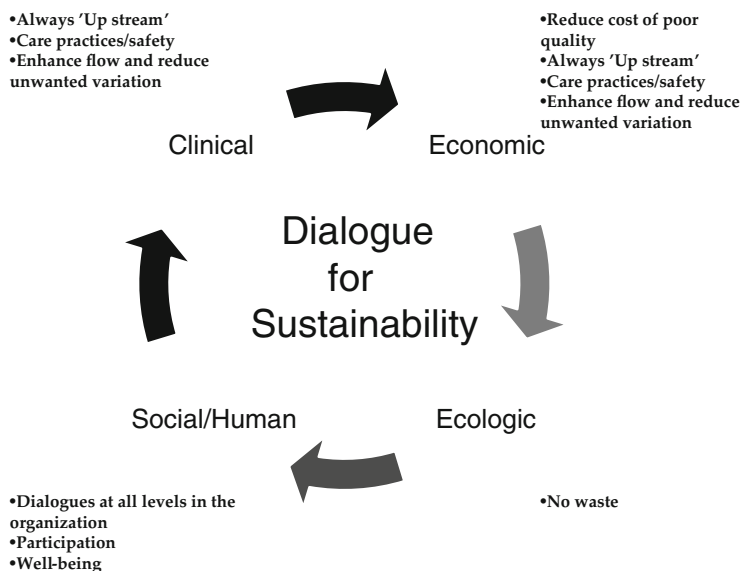 •Always 'Up stream'
•Care practices/safety
•Enhance flow and reduce
unwanted variation
•Reduce cost of poor
quality
•Always 'Up stream'
•Care practices/safety
•Enhance flow and reduce
unwanted variation
Clinical
Economic
Dialogue
for
Sustainability
Social/Human
Ecologic
•Dialogues at all levels in the
organization
•Participation
•Well-being
•No waste